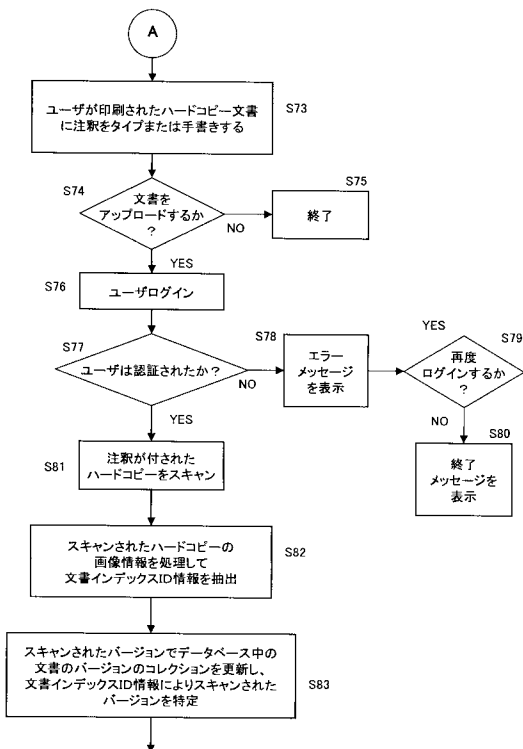 A
ユーザが印刷されたハードコピー文書
に注釈をタイプまたは手書きする
S73
S74
文書を
アップロードするか
?
NO
S75
終了
YES
S76
ユーザログイン
S77
ユーザは認証されたか?
NO
S78
エラー
メッセージ
を表示
YES
S79
再度
ログインするか
?
NO
S80
終了
メッセージを
表示
YES
S81
注釈が付された
ハードコピーをスキャン
スキャンされたハードコピーの
画像情報を処理して
文書インデックスID情報を抽出
S82
スキャンされたバージョンでデータベース中の
文書のバージョンのコレクションを更新し、
文書インデックスID情報によりスキャンされた
バージョンを特定
S83